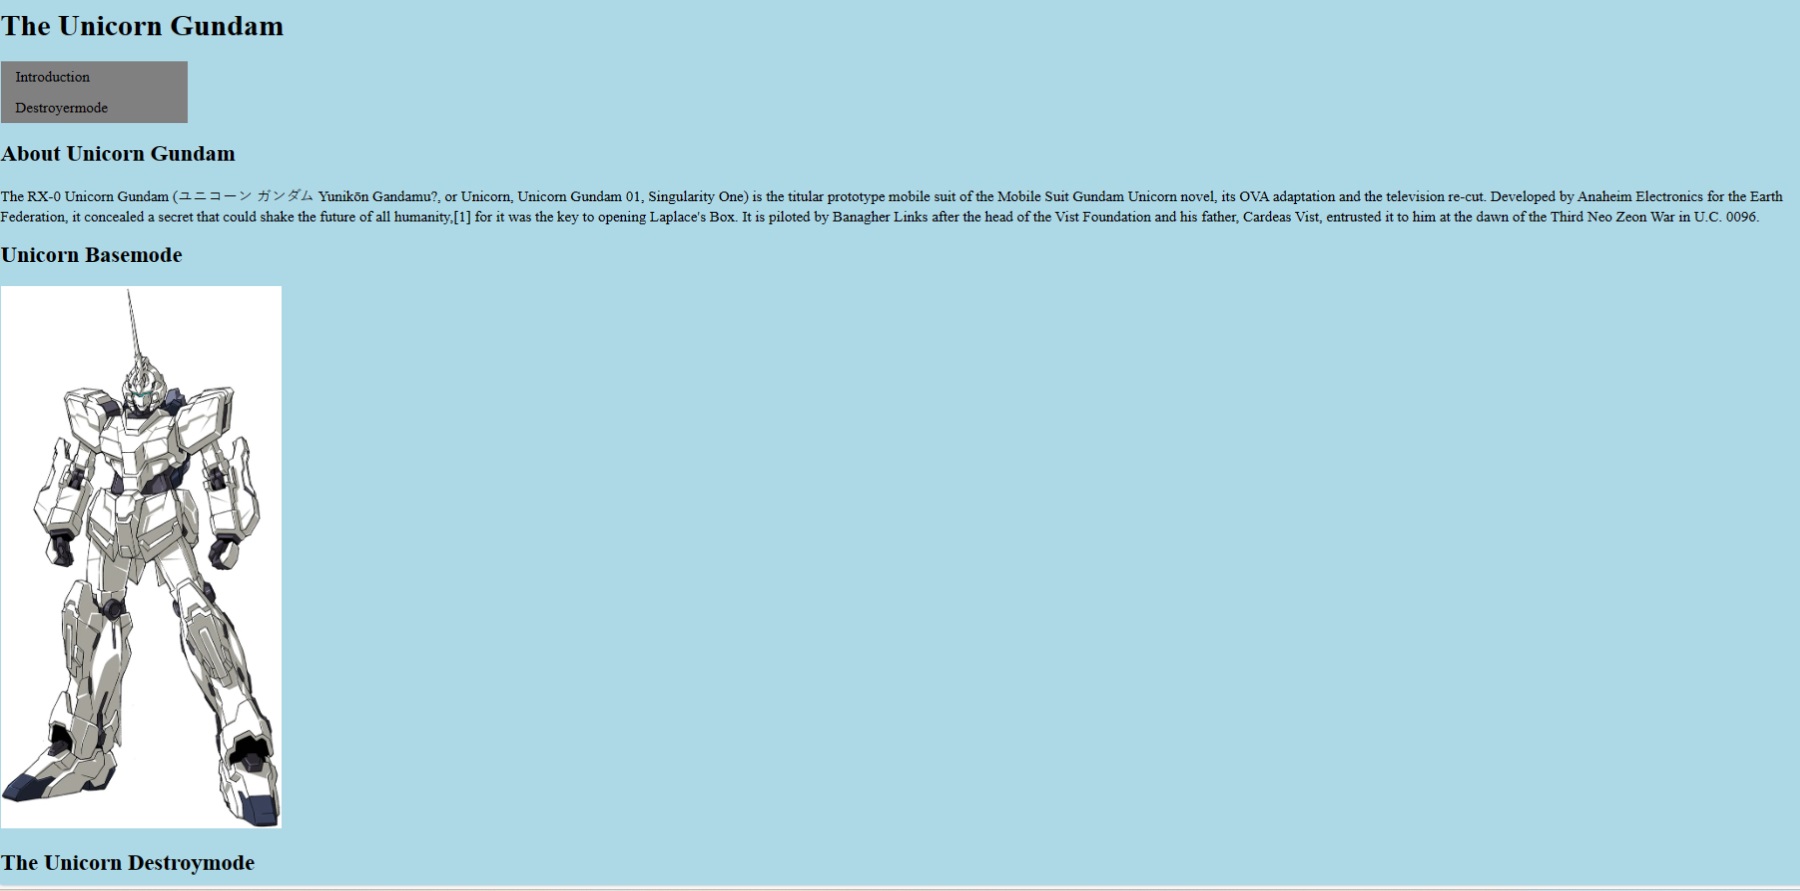 The Unicorn Gundam
Introduction
Destroyermode
About Unicorn Gundam
The RX-0 Unicorn Gundam (ユニコーン ガンダム Yunikōn Gandamu?, or Unicorn, Unicorn Gundam 01, Singularity One) is the titular prototype mobile suit of the Mobile Suit Gundam Unicorn novel, its OVA adaptation and the television re-cut. Developed by Anaheim Electronics for the Earth
Federation, it concealed a secret that could shake the future of all humanity,[1] for it was the key to opening Laplace's Box. It is piloted by Banagher Links after the head of the Vist Foundation and his father, Cardeas Vist, entrusted it to him at the dawn of the Third Neo Zeon War in U.C. 0096.
Unicorn Basemode
The Unicorn Destroymode